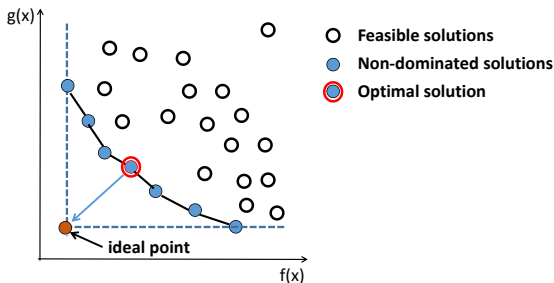 g(x)
Feasible solutions
Non-dominated solutions
Optimal solution
ideal point
f(x)